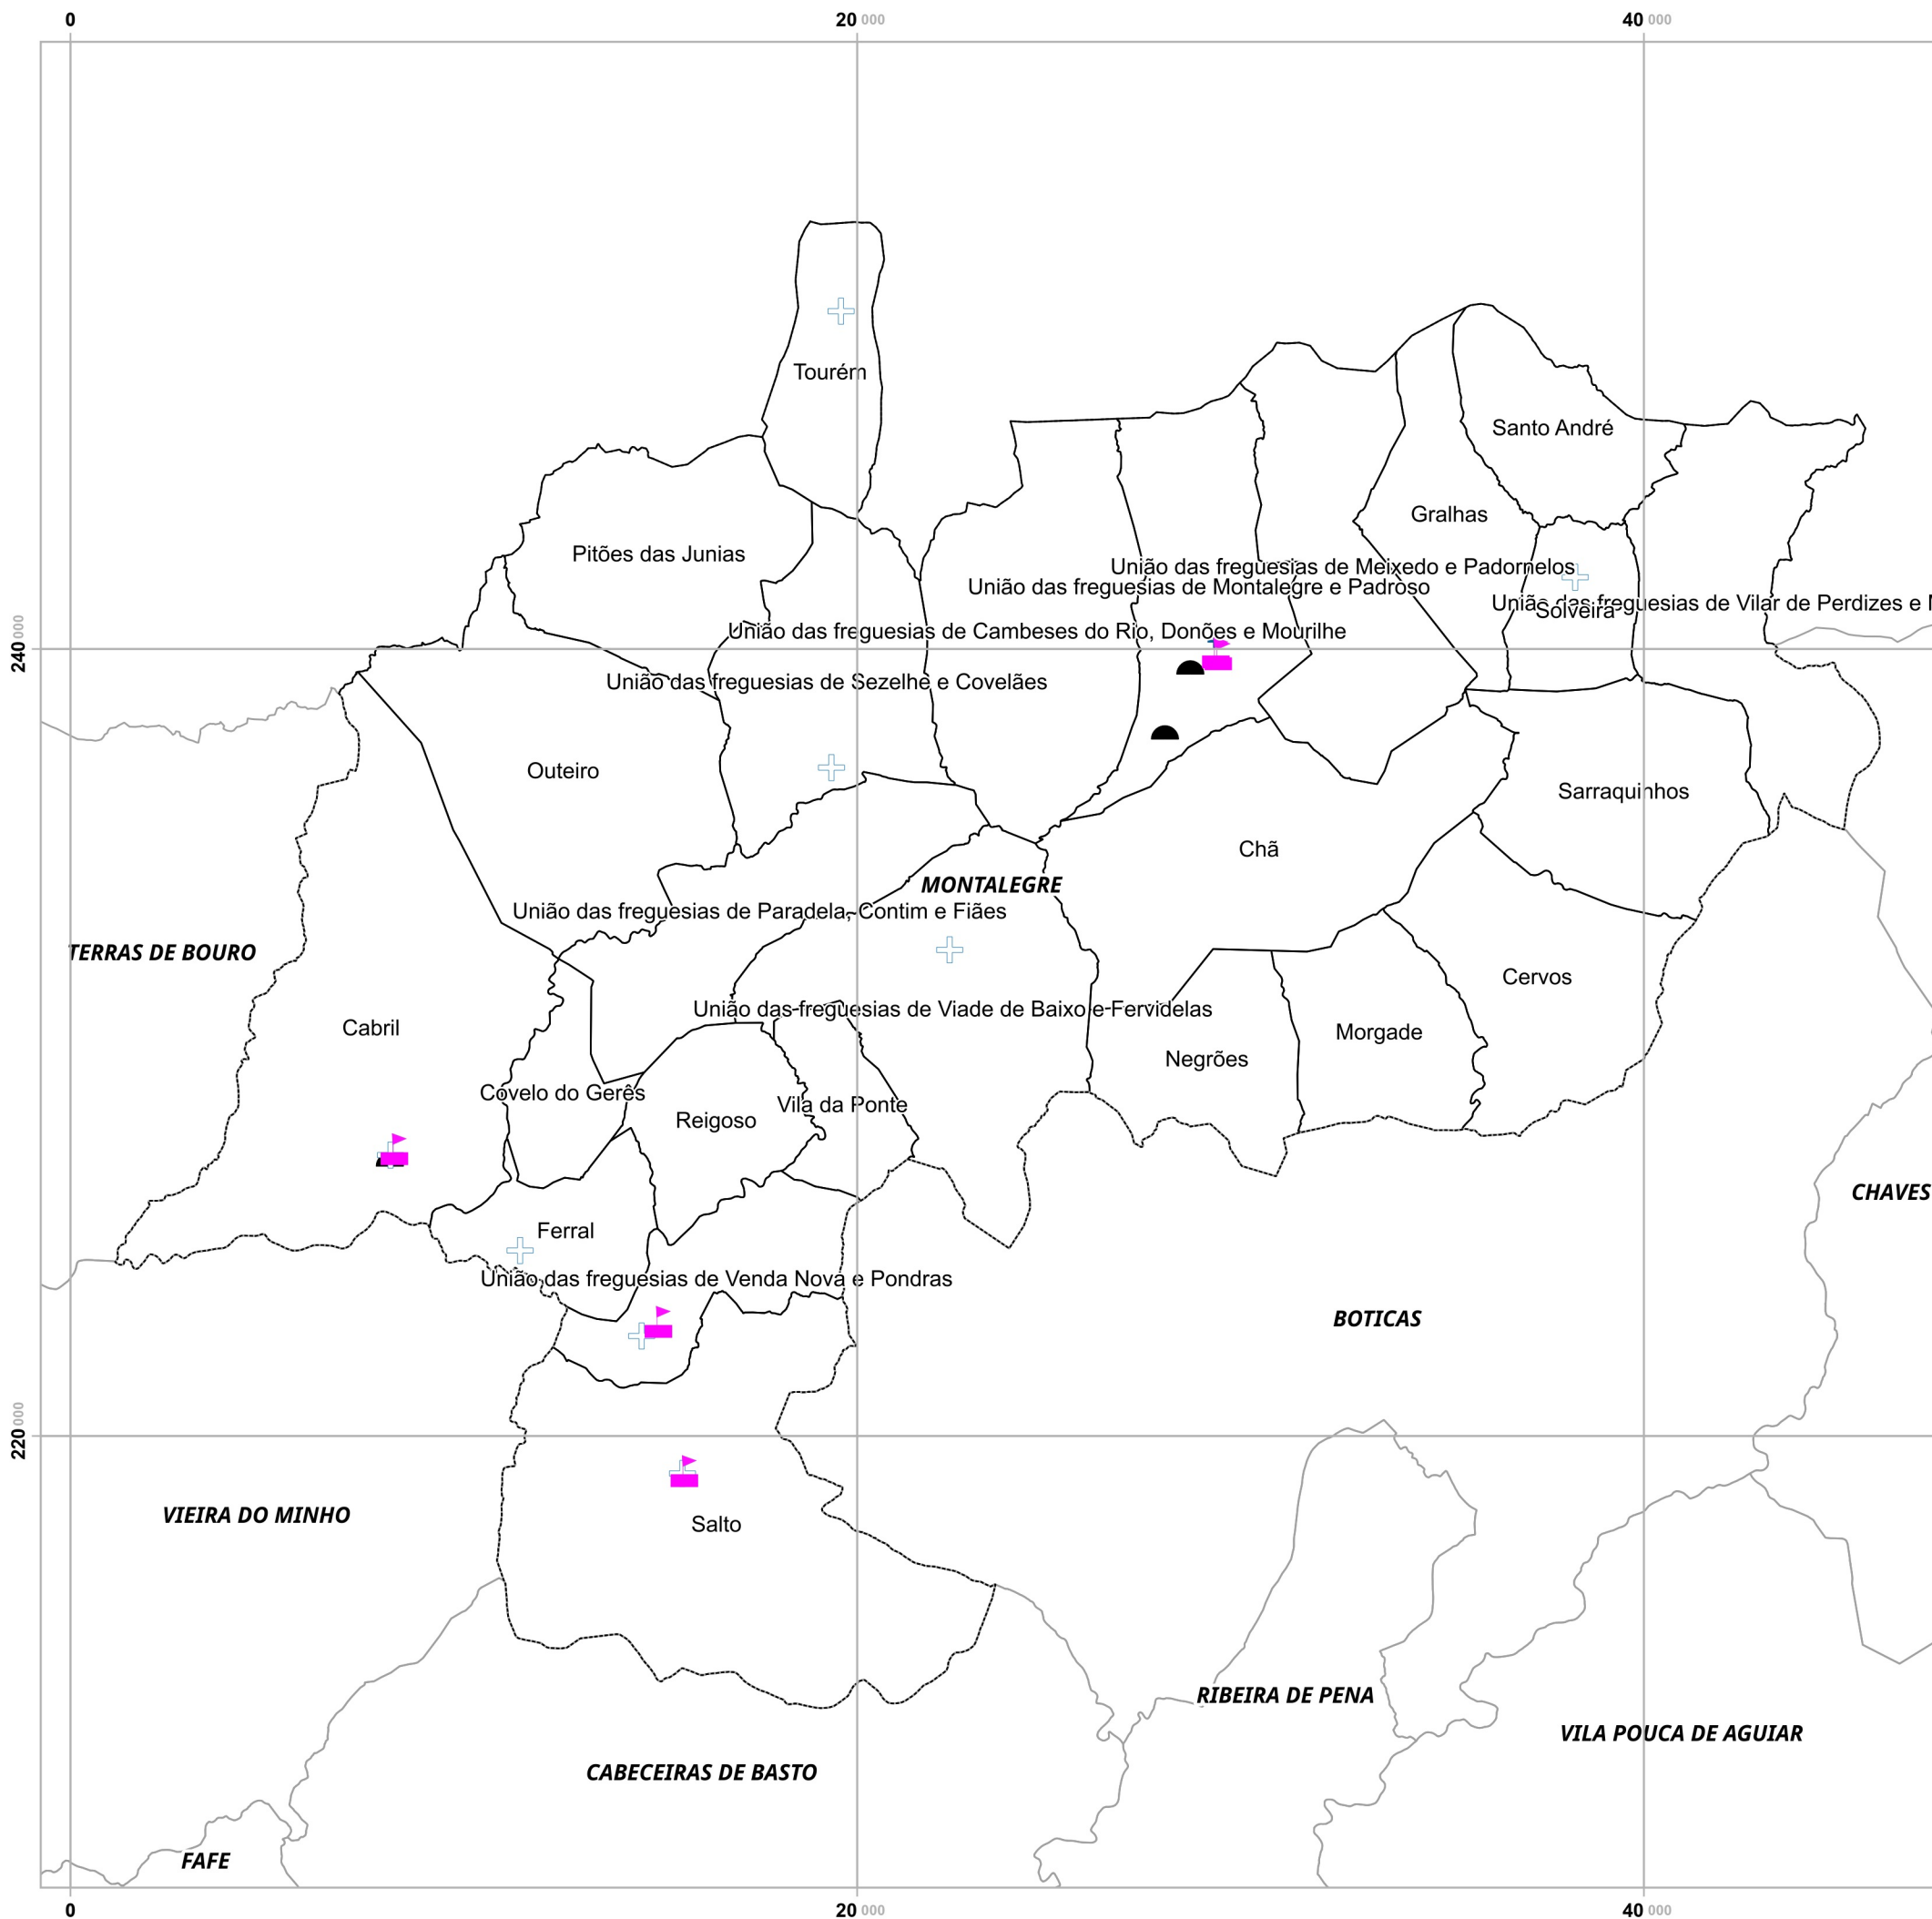 0 20 000 40 000
Tourém
Santo André
Gralhas
Pitões das Junias
União das freguesias de Meixedo e Padornelos
União das freguesias de Montalegre e Padroso
União das freguesias de Vilar de Perdizes e
Solveira
União das freguesias de Cambeses do Rio, Donões e Mourilhe
240 000
União das freguesias de Sezelhe e Covelães
Outeiro
Sarraquinhos
Chã
MONTALEGRE
União das freguesias de Paradela, Contim e Fiães
TERRAS DE BOURO
Cervos
União das freguesias de Viade de Baixo e Fervidelas
Cabril
Morgade
Negrões
Covelo do Gerês
Vila da Ponte
Reigoso
CHAVES
Ferral
União das freguesias de Venda Nova e Pondras
BOTICAS
220 000
VIEIRA DO MINHO
Salto
RIBEIRA DE PENA
VILA POUCA DE AGUIAR
CABECEIRAS DE BASTO
FAFE
0 20 000 40 000